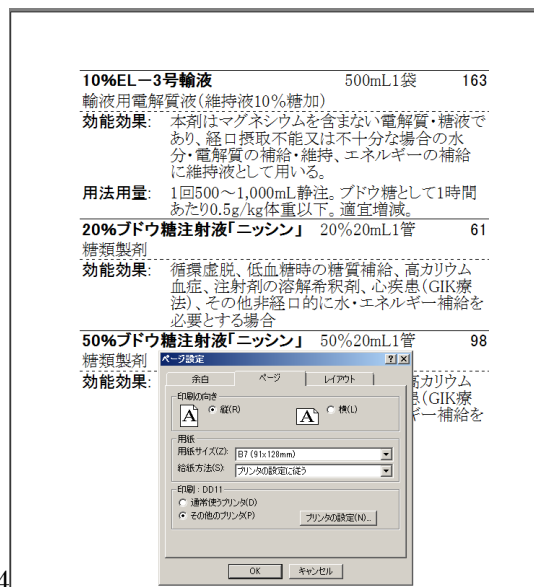 10%EL－3号輸液 500mL1袋 163
輸液用電解質液(維持液10%糖加)
効能効果: 本剤はマグネシウムを含まない電解質・糖液で
あり、経口摂取不能又は不十分な場合の水
分・電解質の補給・維持、エネルギーの補給
に維持液として用いる。
用法用量: 1回500～1,000mL静注。ブドウ糖として1時間
あたり0.5g/kg体重以下。適宜増減。
20%ブドウ糖注射液「ニッシン」 20%20mL1管 61
糖類製剤
効能効果: 循環虚脱、低血糖時の糖質補給、高カリウム
血症、注射剤の溶解希釈剤、心疾患(GIK療
法)、その他非経口的に水・エネルギー補給を
必要とする場合
50%ブドウ糖注射液「ニッシン」 50%20mL1管 98
糖類製剤
効能効果: 高カリウム
(GIK療
ギー補給を
ページ設定
余白 ページ レイアウト
印刷の向き
A 縦(R) A 横(L)
用紙
用紙サイズ(Z): B7 (91x128mm)
給紙方法(S): プリンタの設定に従う
印刷 : DD11
通常使うプリンタ(D)
その他のプリンタ(P) プリンタの設定(N)...
OK キャンセル
4